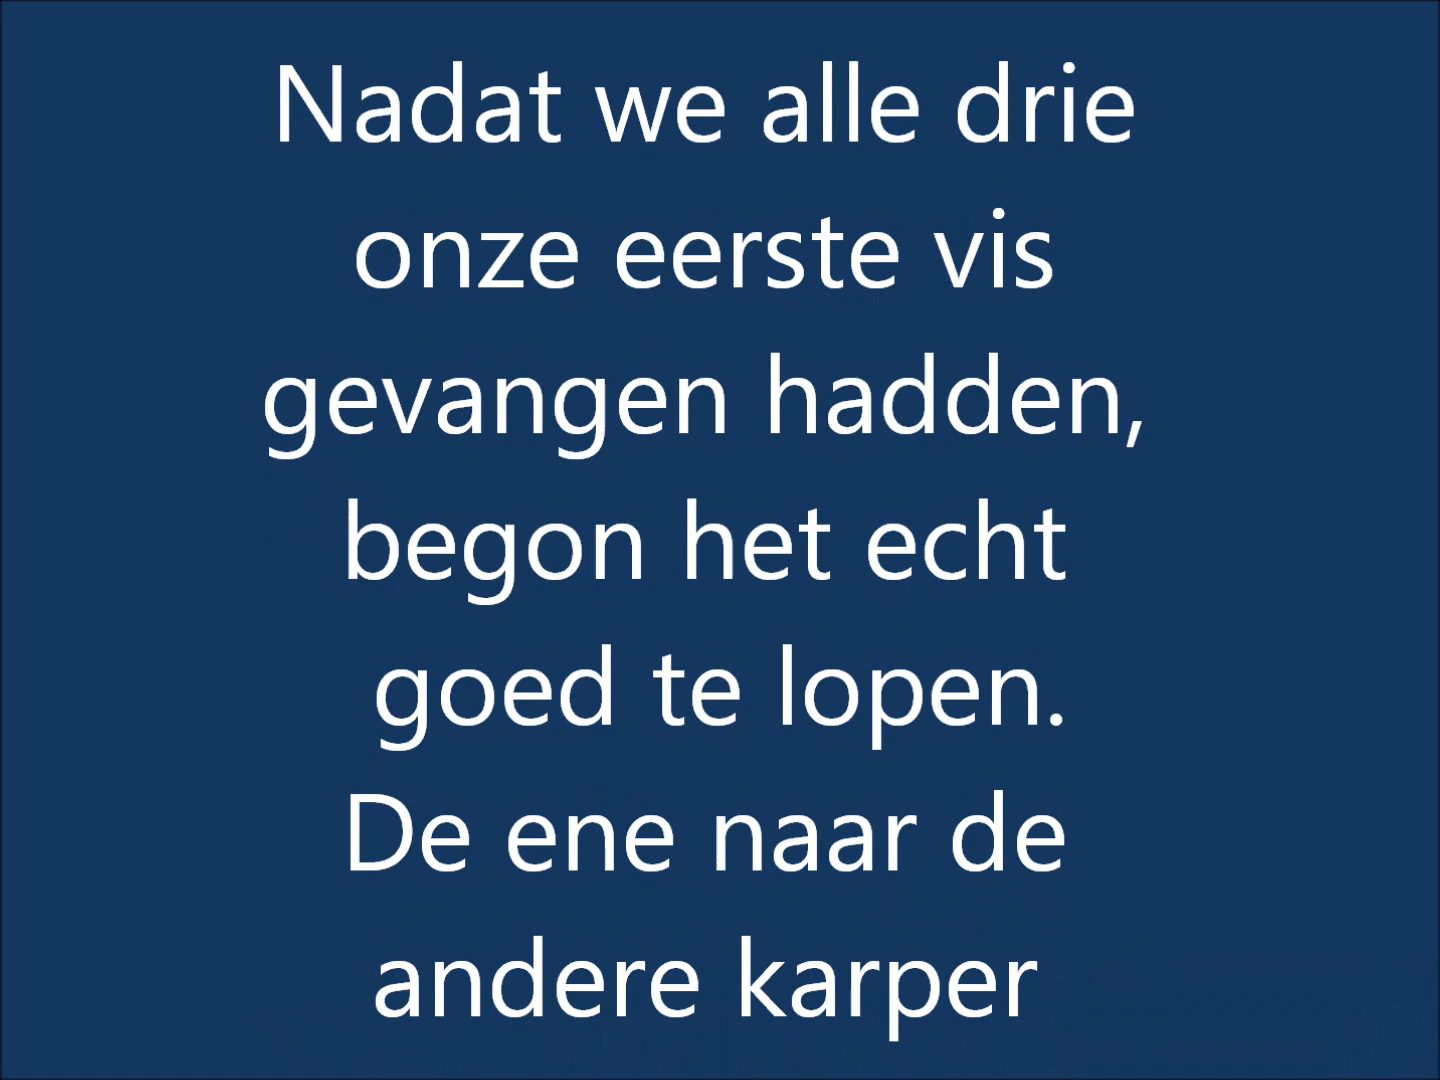 Nadat we alle drie
onze eerste vis
gevangen hadden,
begon het echt
goed te lopen.
De ene naar de
andere karper